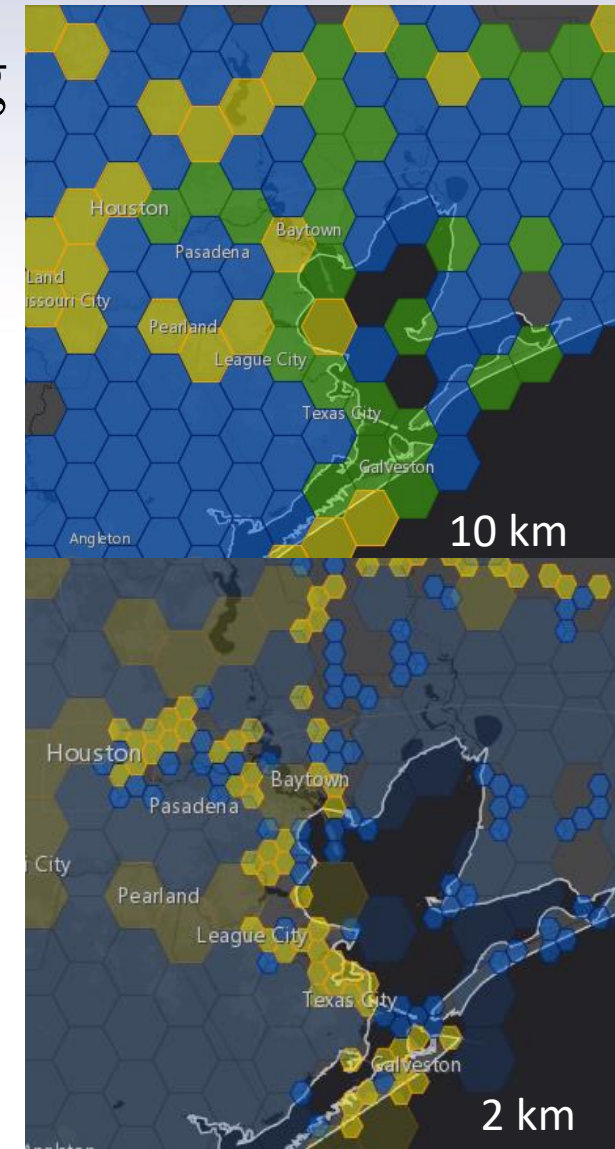 g
Houston
Baytown
Pasadena
Land
issouri City
Pearland
League City
Texas City
Galveston
Angleton
10 km
Houston
Baytown
Pasadena
i City
Pearland
League City
Texas City
Galveston
2 km